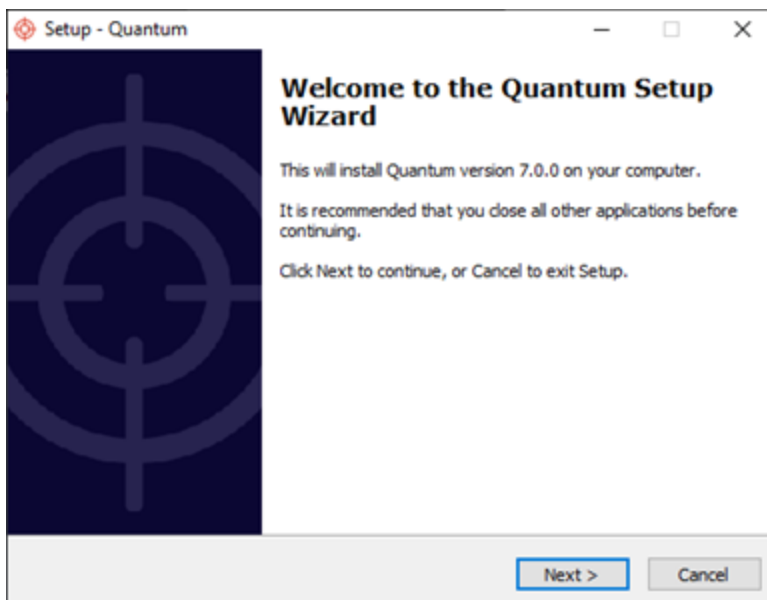 Setup - Quantum
Welcome to the Quantum Setup
Wizard
This will install Quantum version 7.0.0 on your computer.
It is recommended that you close all other applications before
continuing.
Click Next to continue, or Cancel to exit Setup.
Next >
Cancel